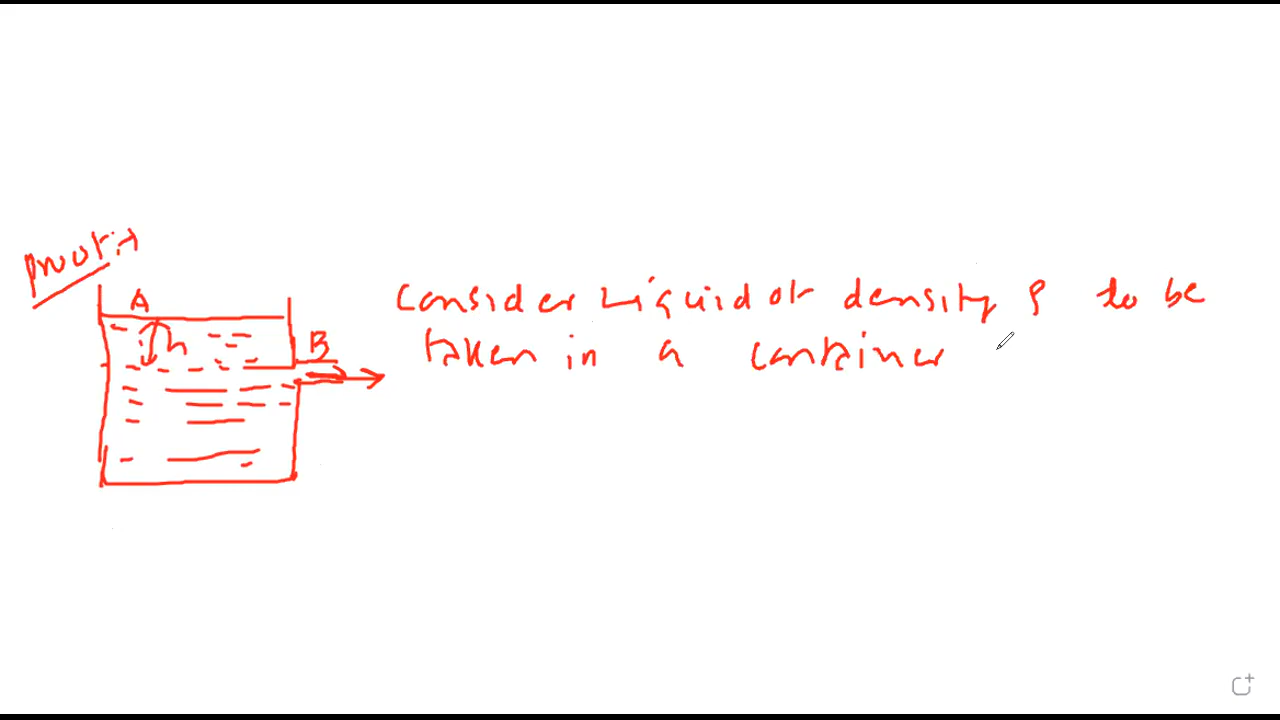 Proof:→
A
h
B
Consider Liquid of density ρ to be
taken in a container